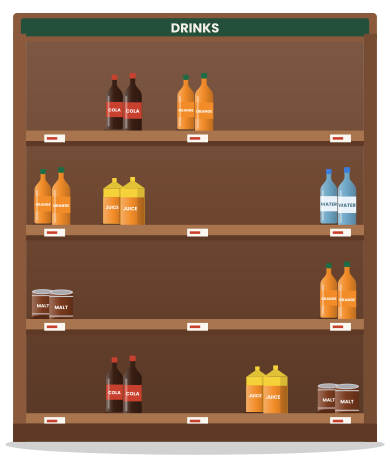 DRINKS
COLA COLA ORANGE ORANGE
ORANGE ORANGE JUICE JUICE WATER WATER
MALT MALT ORANGE ORANGE
COLA COLA JUICE JUICE MALT MALT